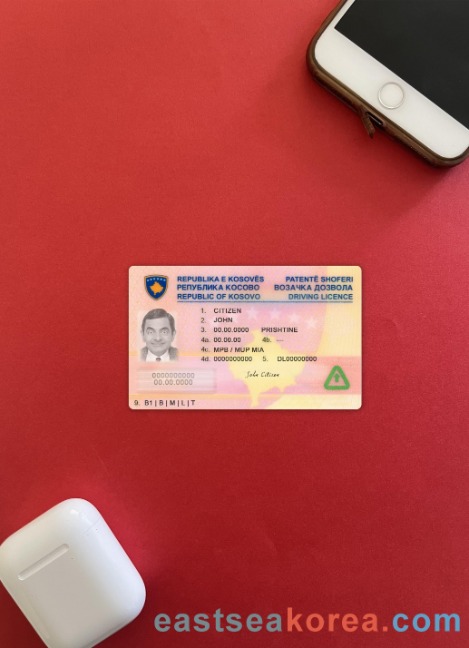 REPUBLIKA E KOSOVËS PATENTË SHOFERI
РЕПУБЛИКА КОСОВО ВОЗАЧКА ДОЗВОЛА
REPUBLIC OF KOSOVO DRIVING LICENCE
1. CITIZEN
2. JOHN
3. 00.00.0000 PRISHTINE
4a. 00.00.00 4b. ---
4c. MPB / MUP MIA
4d. 0000000000 5. DL00000000
0000000000
00.00.0000
John Citizen
9. B1 | B | M | L | T
eastseakorea.com